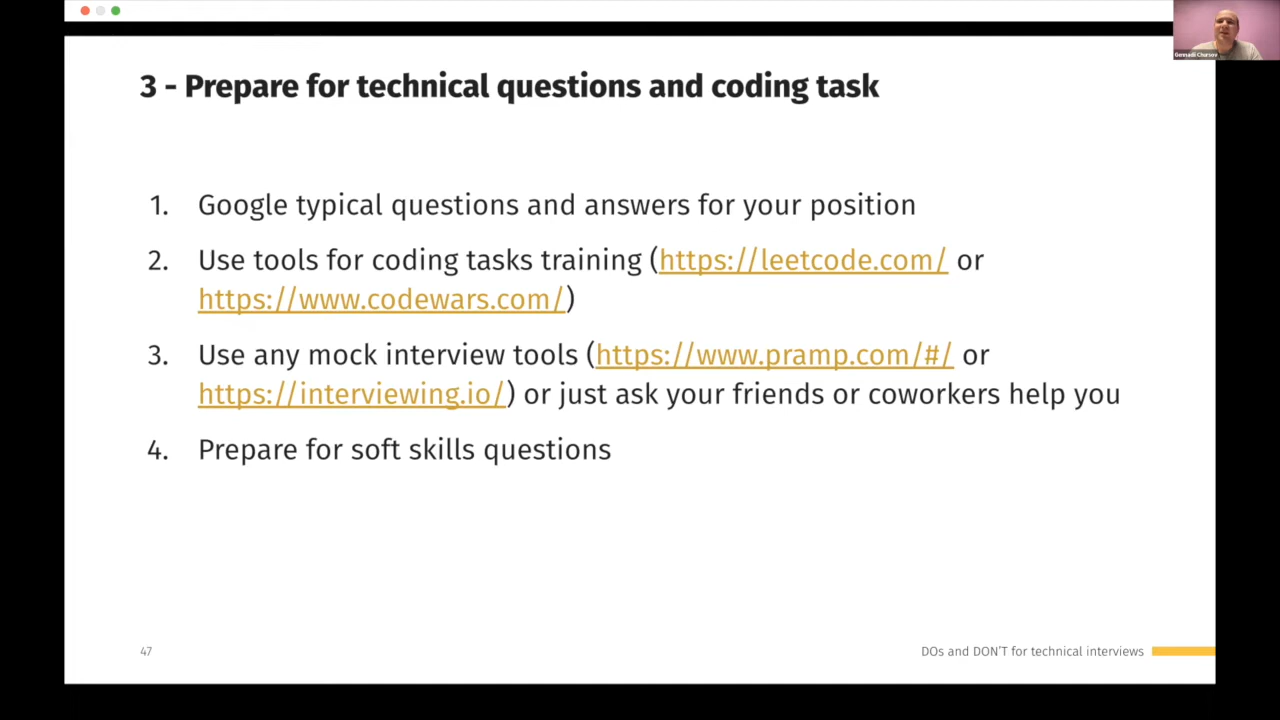 Gennadii Chursov
3 - Prepare for technical questions and coding task
1. Google typical questions and answers for your position
2. Use tools for coding tasks training (https://leetcode.com/ or
https://www.codewars.com/)
3. Use any mock interview tools (https://www.pramp.com/#/ or
https://interviewing.io/) or just ask your friends or coworkers help you
4. Prepare for soft skills questions
47
DOs and DON'T for technical interviews